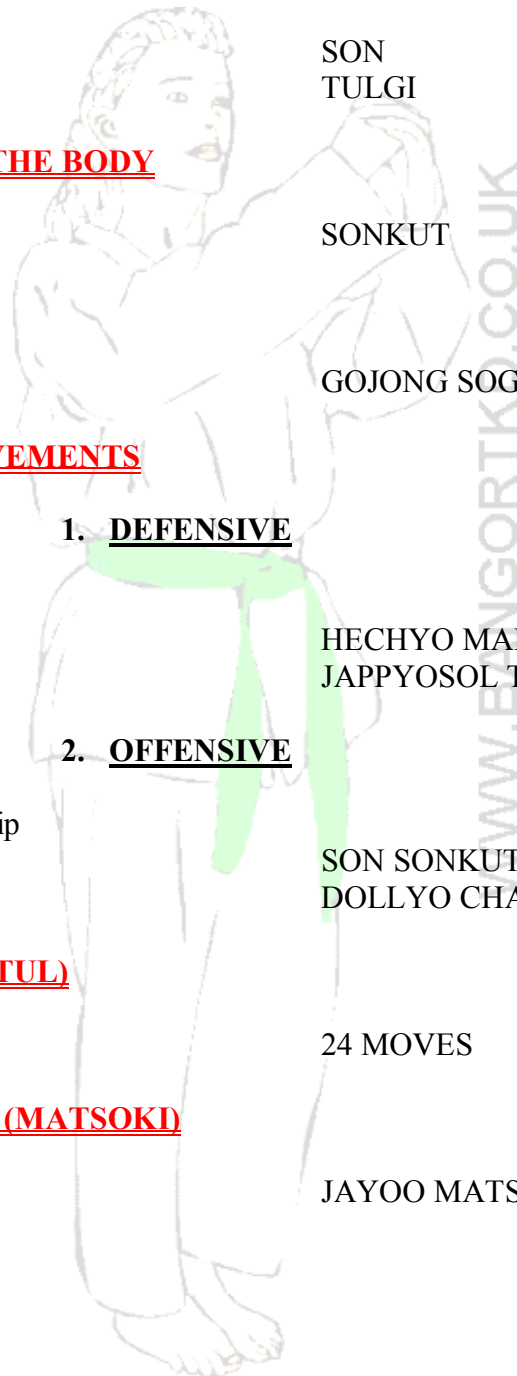 SON
TULGI
THE BODY
SONKUT
GOJONG SOG
VEMENTS
1. DEFENSIVE
HECHYO MA
JAPPYOSOL T
2. OFFENSIVE
ip
SON SONKUT
DOLLYO CHA
TUL)
24 MOVES
(MATSOKI)
JAYOO MATS
WWW.BANGORTKD.CO.UK